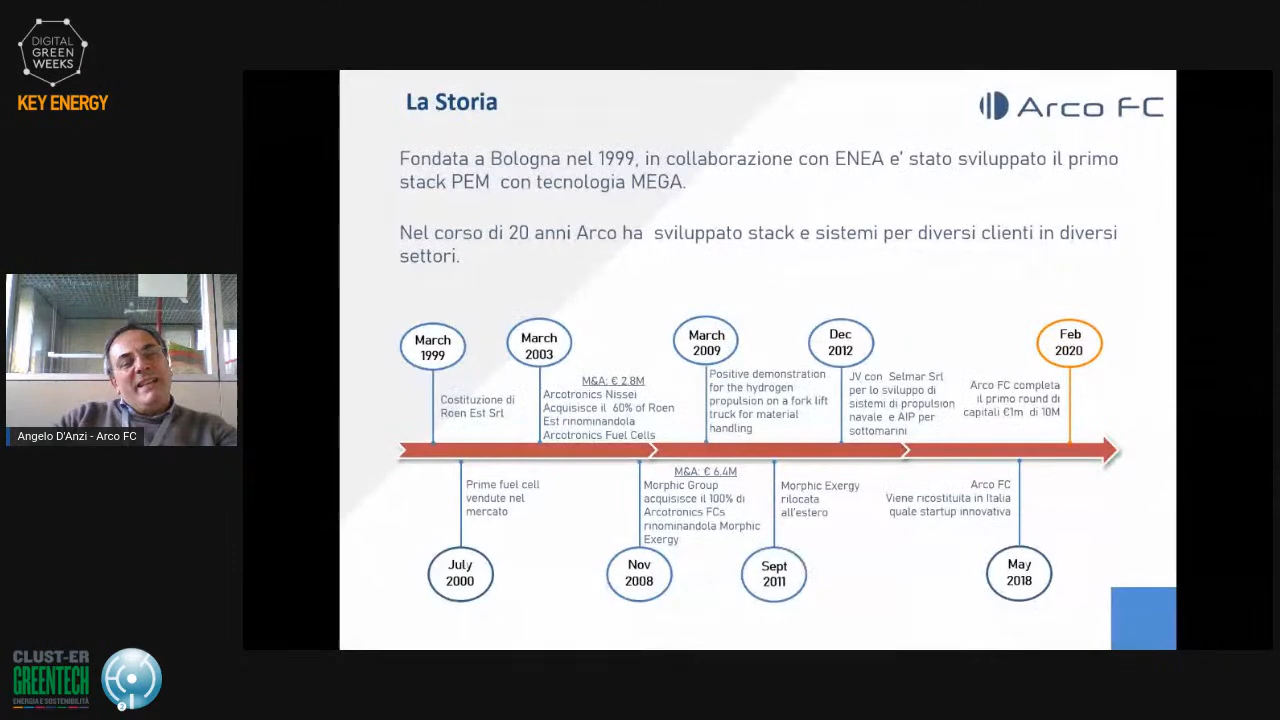 DIGITAL
GREEN
WEEKS
KEY ENERGY
La Storia
Arco FC
Fondata a Bologna nel 1999, in collaborazione con ENEA e' stato sviluppato il primo
stack PEM con tecnologia MEGA.
Nel corso di 20 anni Arco ha sviluppato stack e sistemi per diversi clienti in diversi
settori.
March
1999
Costituzione di
Roen Est Srl
March
2003
M&A: € 2.8M
Arcotronics Nissei
Acquisisce il 60% of Roen
Est rinominandola
Arcotronics Fuel Cells
March
2009
Positive demonstration
for the hydrogen
propulsion on a fork lift
truck for material
handling
Dec
2012
JV con Selmar Srl
per lo sviluppo di
sistemi di propulsion
navale e AIP per
sottomarini
Feb
2020
Arco FC completa
il primo round di
capitali €1m di 10M
Prime fuel cell
vendute nel
mercato
July
2000
M&A: € 6.4M
Morphic Group
acquisisce il 100% di
Arcotronics FCs
rinominandola Morphic
Exergy
Nov
2008
Morphic Exergy
rilocata
all'estero
Sept
2011
Arco FC
Viene ricostituita in Italia
quale startup innovativa
May
2018
Angelo D'Anzi - Arco FC
CLUST-ER
GREENTECH
ENERGIA E SOSTENIBILITÀ
2